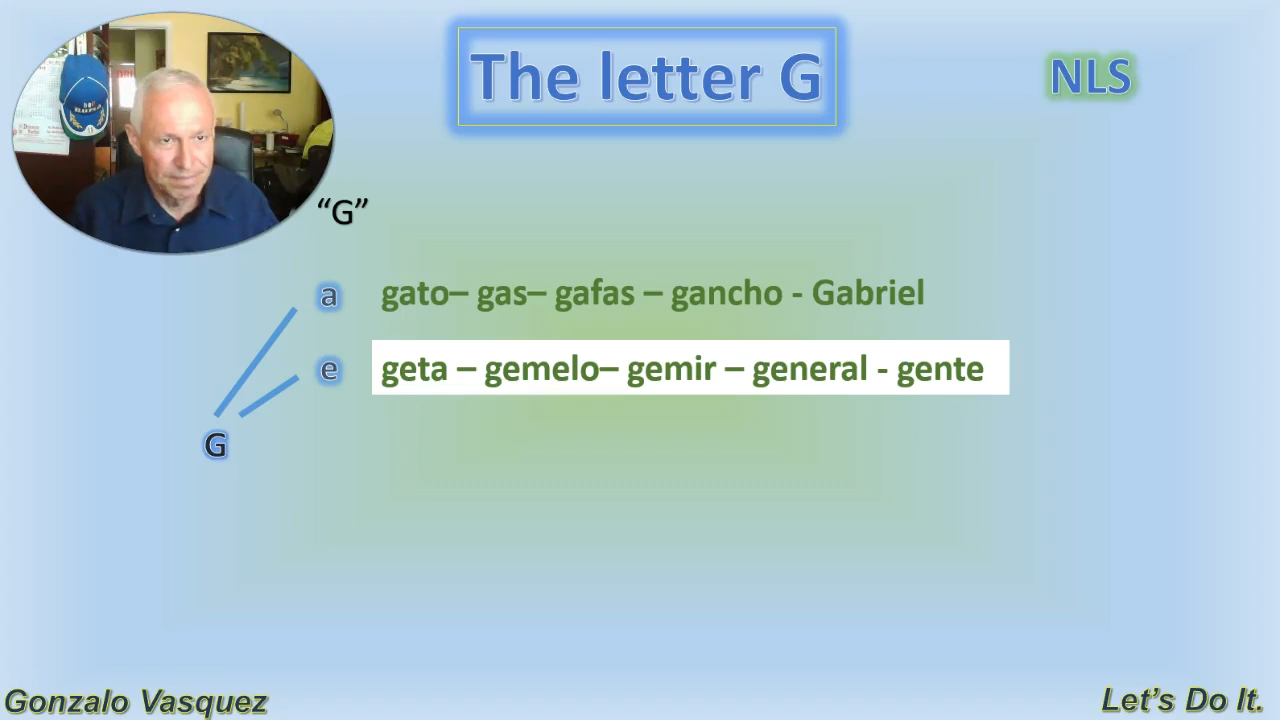 The letter G
NLS
“G”
a gato– gas– gafas – gancho - Gabriel
e geta – gemelo– gemir – general - gente
G
Gonzalo Vasquez
Let’s Do It.